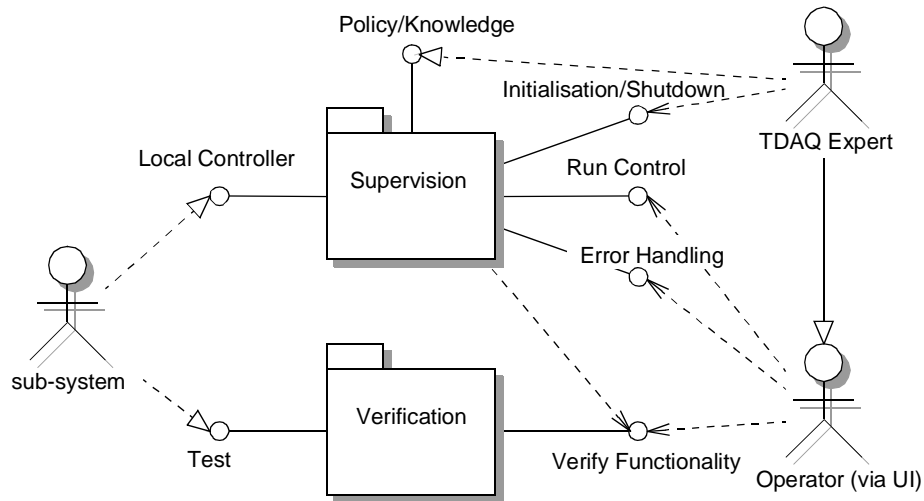 Policy/Knowledge
Initialisation/Shutdown
TDAQ Expert
Local Controller
Supervision
Run Control
Error Handling
sub-system
Verification
Test
Verify Functionality
Operator (via UI)